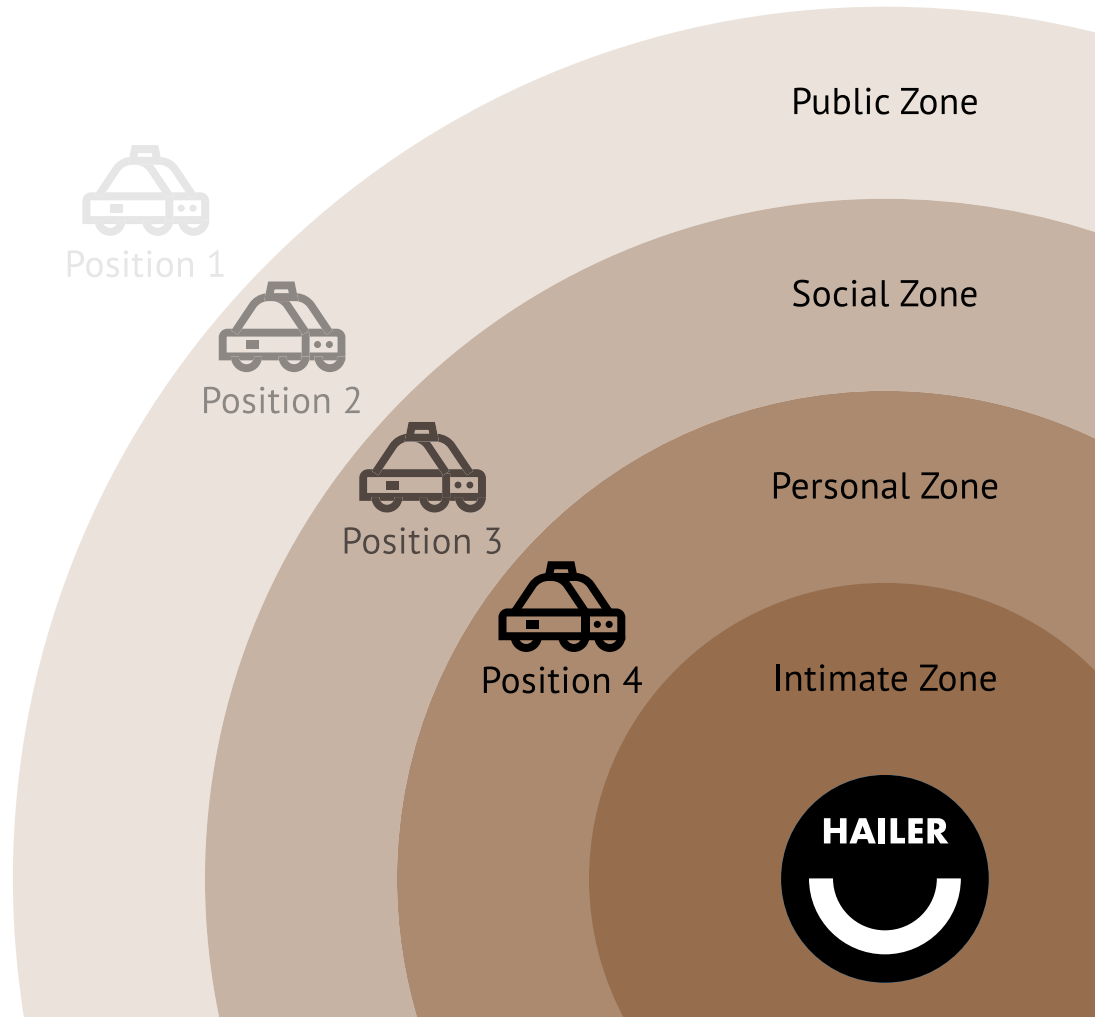 Public Zone
Position 1
Social Zone
Position 2
Personal Zone
Position 3
Intimate Zone
Position 4
HAILER